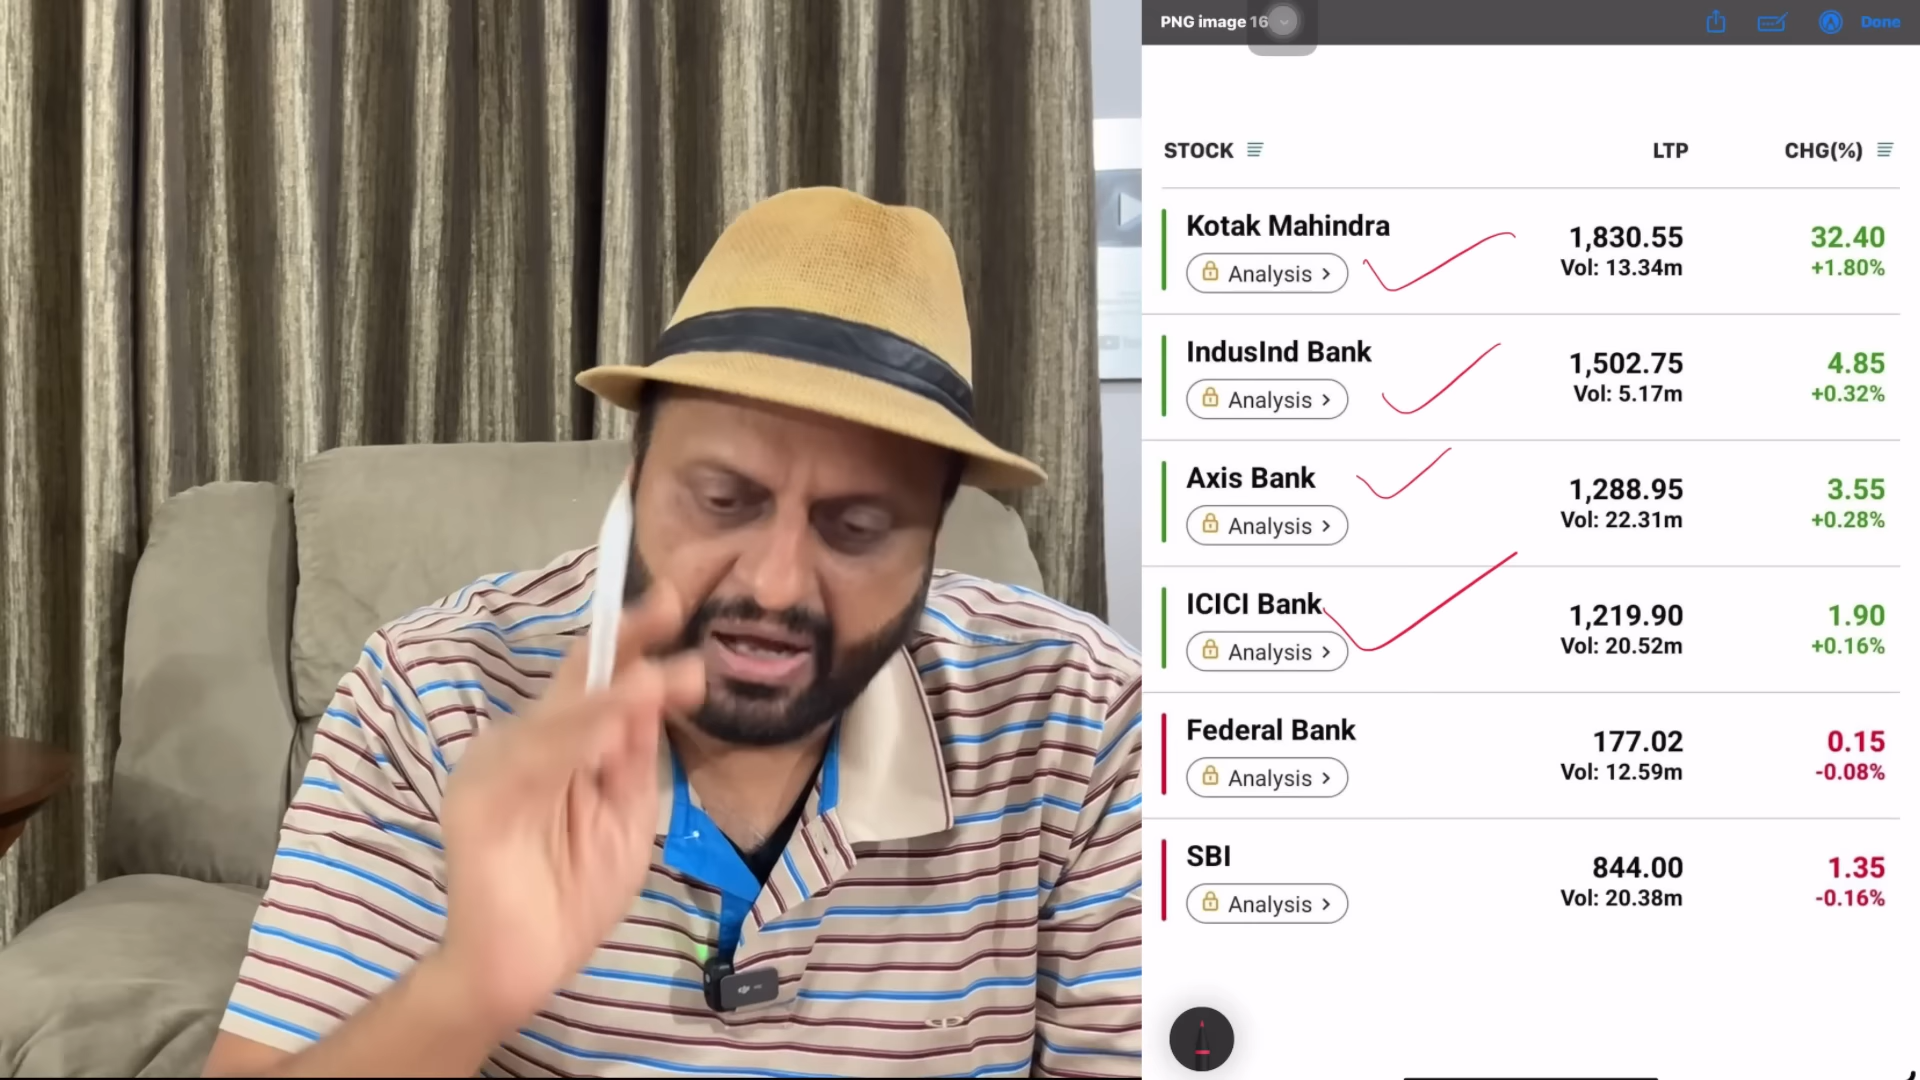 PNG image 16
Done
STOCK LTP CHG(%)
Kotak Mahindra 1,830.55 32.40
Analysis > Vol: 13.34m +1.80%
IndusInd Bank 1,502.75 4.85
Analysis > Vol: 5.17m +0.32%
Axis Bank 1,288.95 3.55
Analysis > Vol: 22.31m +0.28%
ICICI Bank 1,219.90 1.90
Analysis > Vol: 20.52m +0.16%
Federal Bank 177.02 0.15
Analysis > Vol: 12.59m -0.08%
SBI 844.00 1.35
Analysis > Vol: 20.38m -0.16%